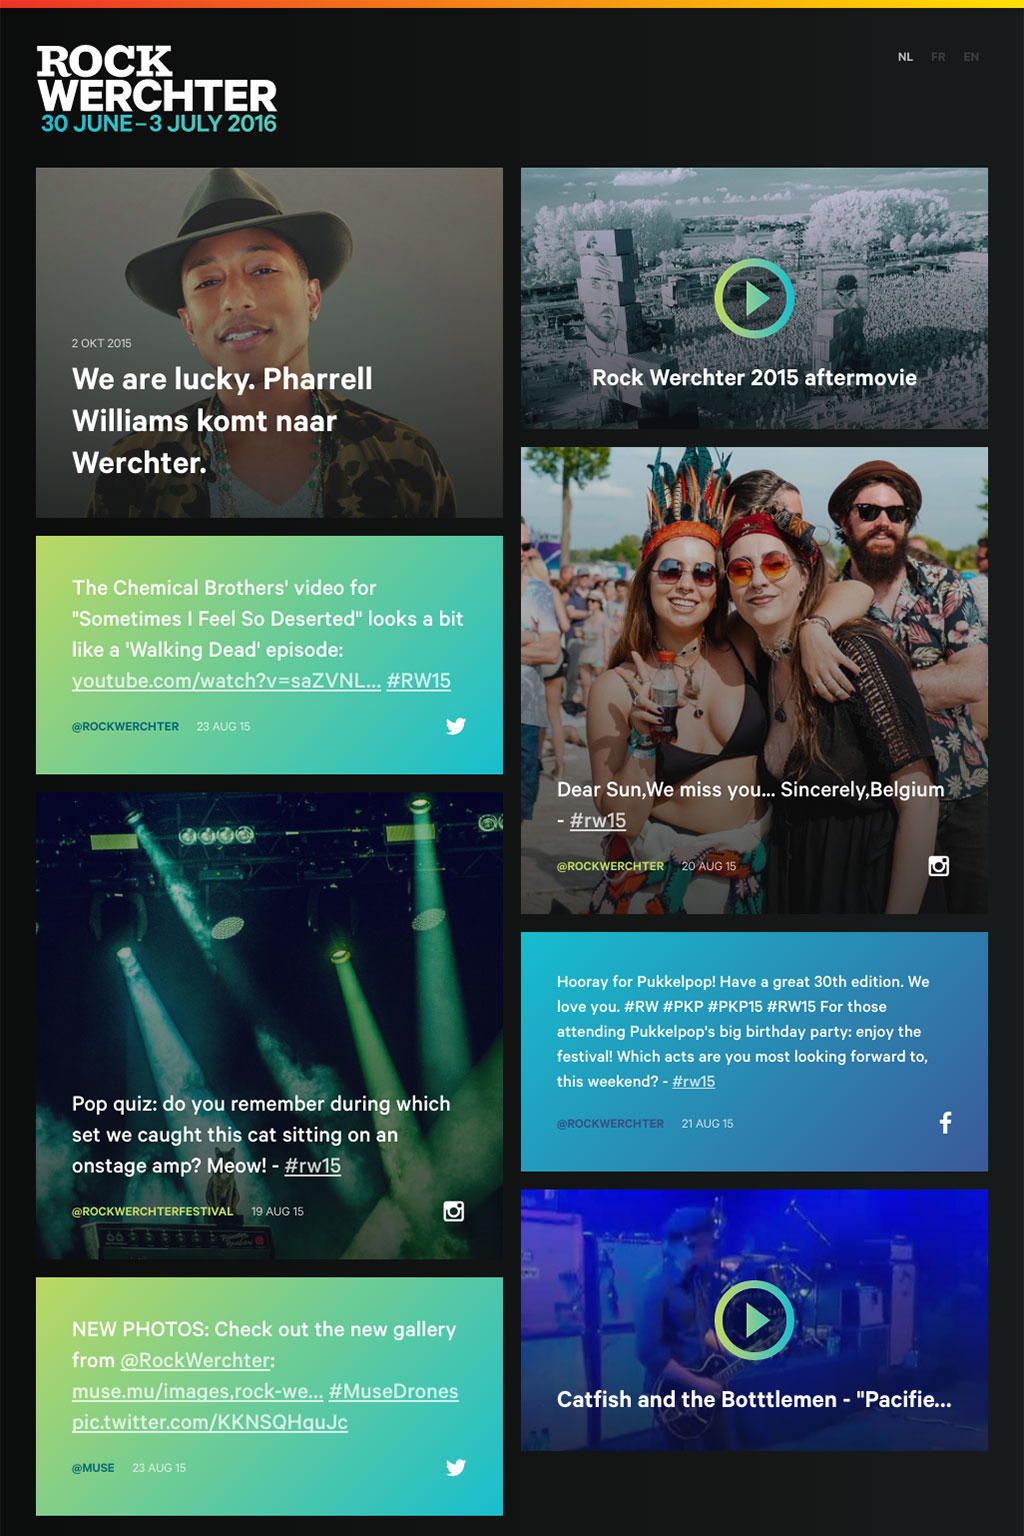 ROCK
WERCHTER
30 JUNE–3 JULY 2016
NL FR EN
2 OKT 2015
We are lucky. Pharrell
Williams komt naar
Werchter.
The Chemical Brothers' video for
"Sometimes I Feel So Deserted" looks a bit
like a 'Walking Dead' episode:
youtube.com/watch?v=saZVNL... #RW15
@ROCKWERCHTER 23 AUG 15
Pop quiz: do you remember during which
set we caught this cat sitting on an
onstage amp? Meow! - #rw15
@ROCKWERCHTERFESTIVAL 19 AUG 15
NEW PHOTOS: Check out the new gallery
from @RockWerchter:
muse.mu/images,rock-we... #MuseDrones
pic.twitter.com/KKNSQHquJc
@MUSE 23 AUG 15
Rock Werchter 2015 aftermovie
Dear Sun,We miss you... Sincerely,Belgium
- #rw15
@ROCKWERCHTER 20 AUG 15
Hooray for Pukkelpop! Have a great 30th edition. We
love you. #RW #PKP #PKP15 #RW15 For those
attending Pukkelpop's big birthday party: enjoy the
festival! Which acts are you most looking forward to,
this weekend? - #rw15
@ROCKWERCHTER 21 AUG 15
Catfish and the Botttlemen - "Pacifie...